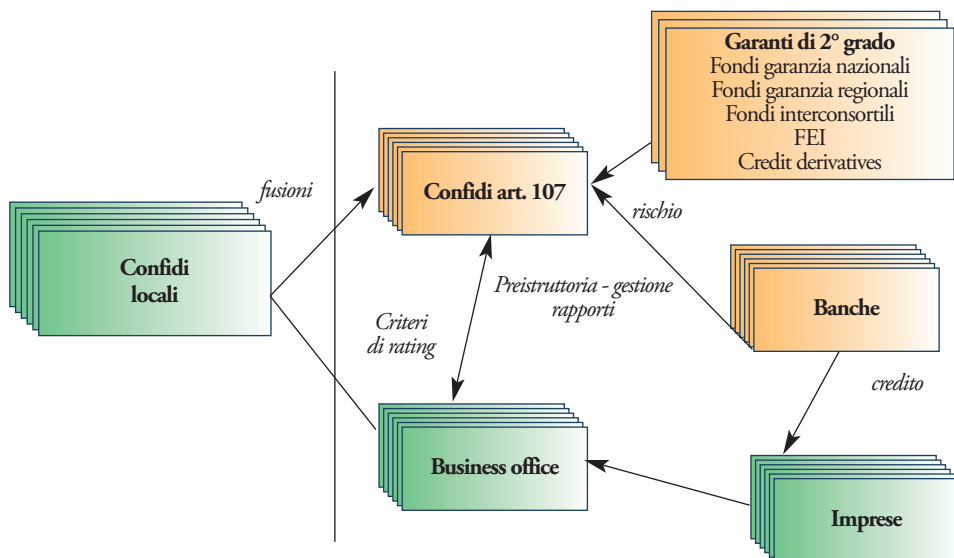 Garanti di 2° grado
Fondi garanzia nazionali
Fondi garanzia regionali
Fondi interconsortili
FEI
Credit derivatives
fusioni
Confidi art. 107
rischio
Confidi
locali
Preistruttoria - gestione
rapporti
Banche
Criteri
di rating
credito
Business office
Imprese